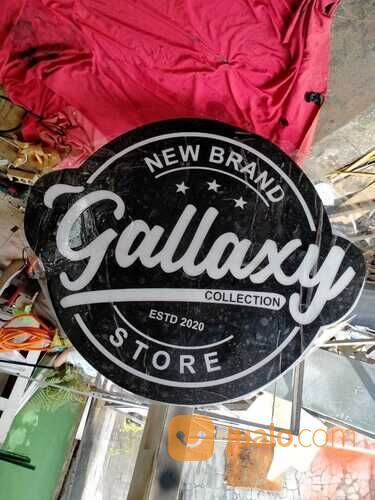 NEW BRAND
Gallaxy
COLLECTION
ESTD 2020
STORE
jualo.com